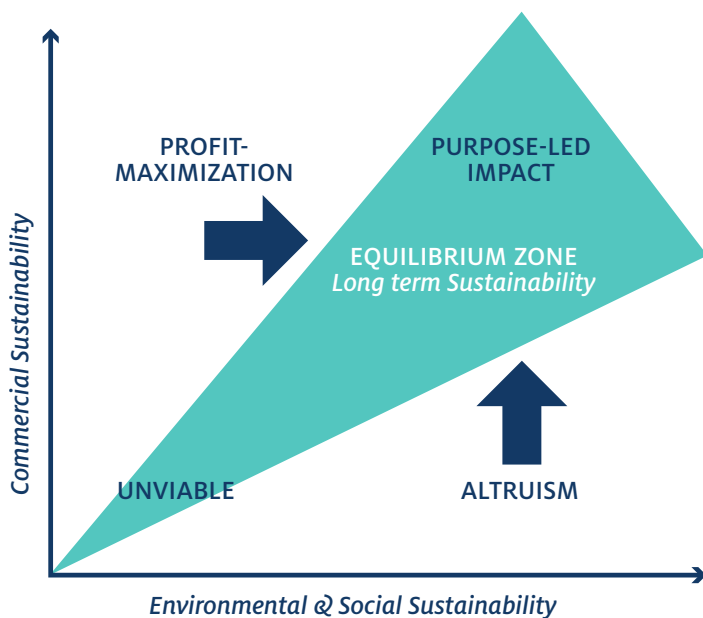 PROFIT-
MAXIMIZATION
PURPOSE-LED
IMPACT
EQUILIBRIUM ZONE
Long term Sustainability
UNVIABLE
ALTRUISM
Commercial Sustainability
Environmental & Social Sustainability